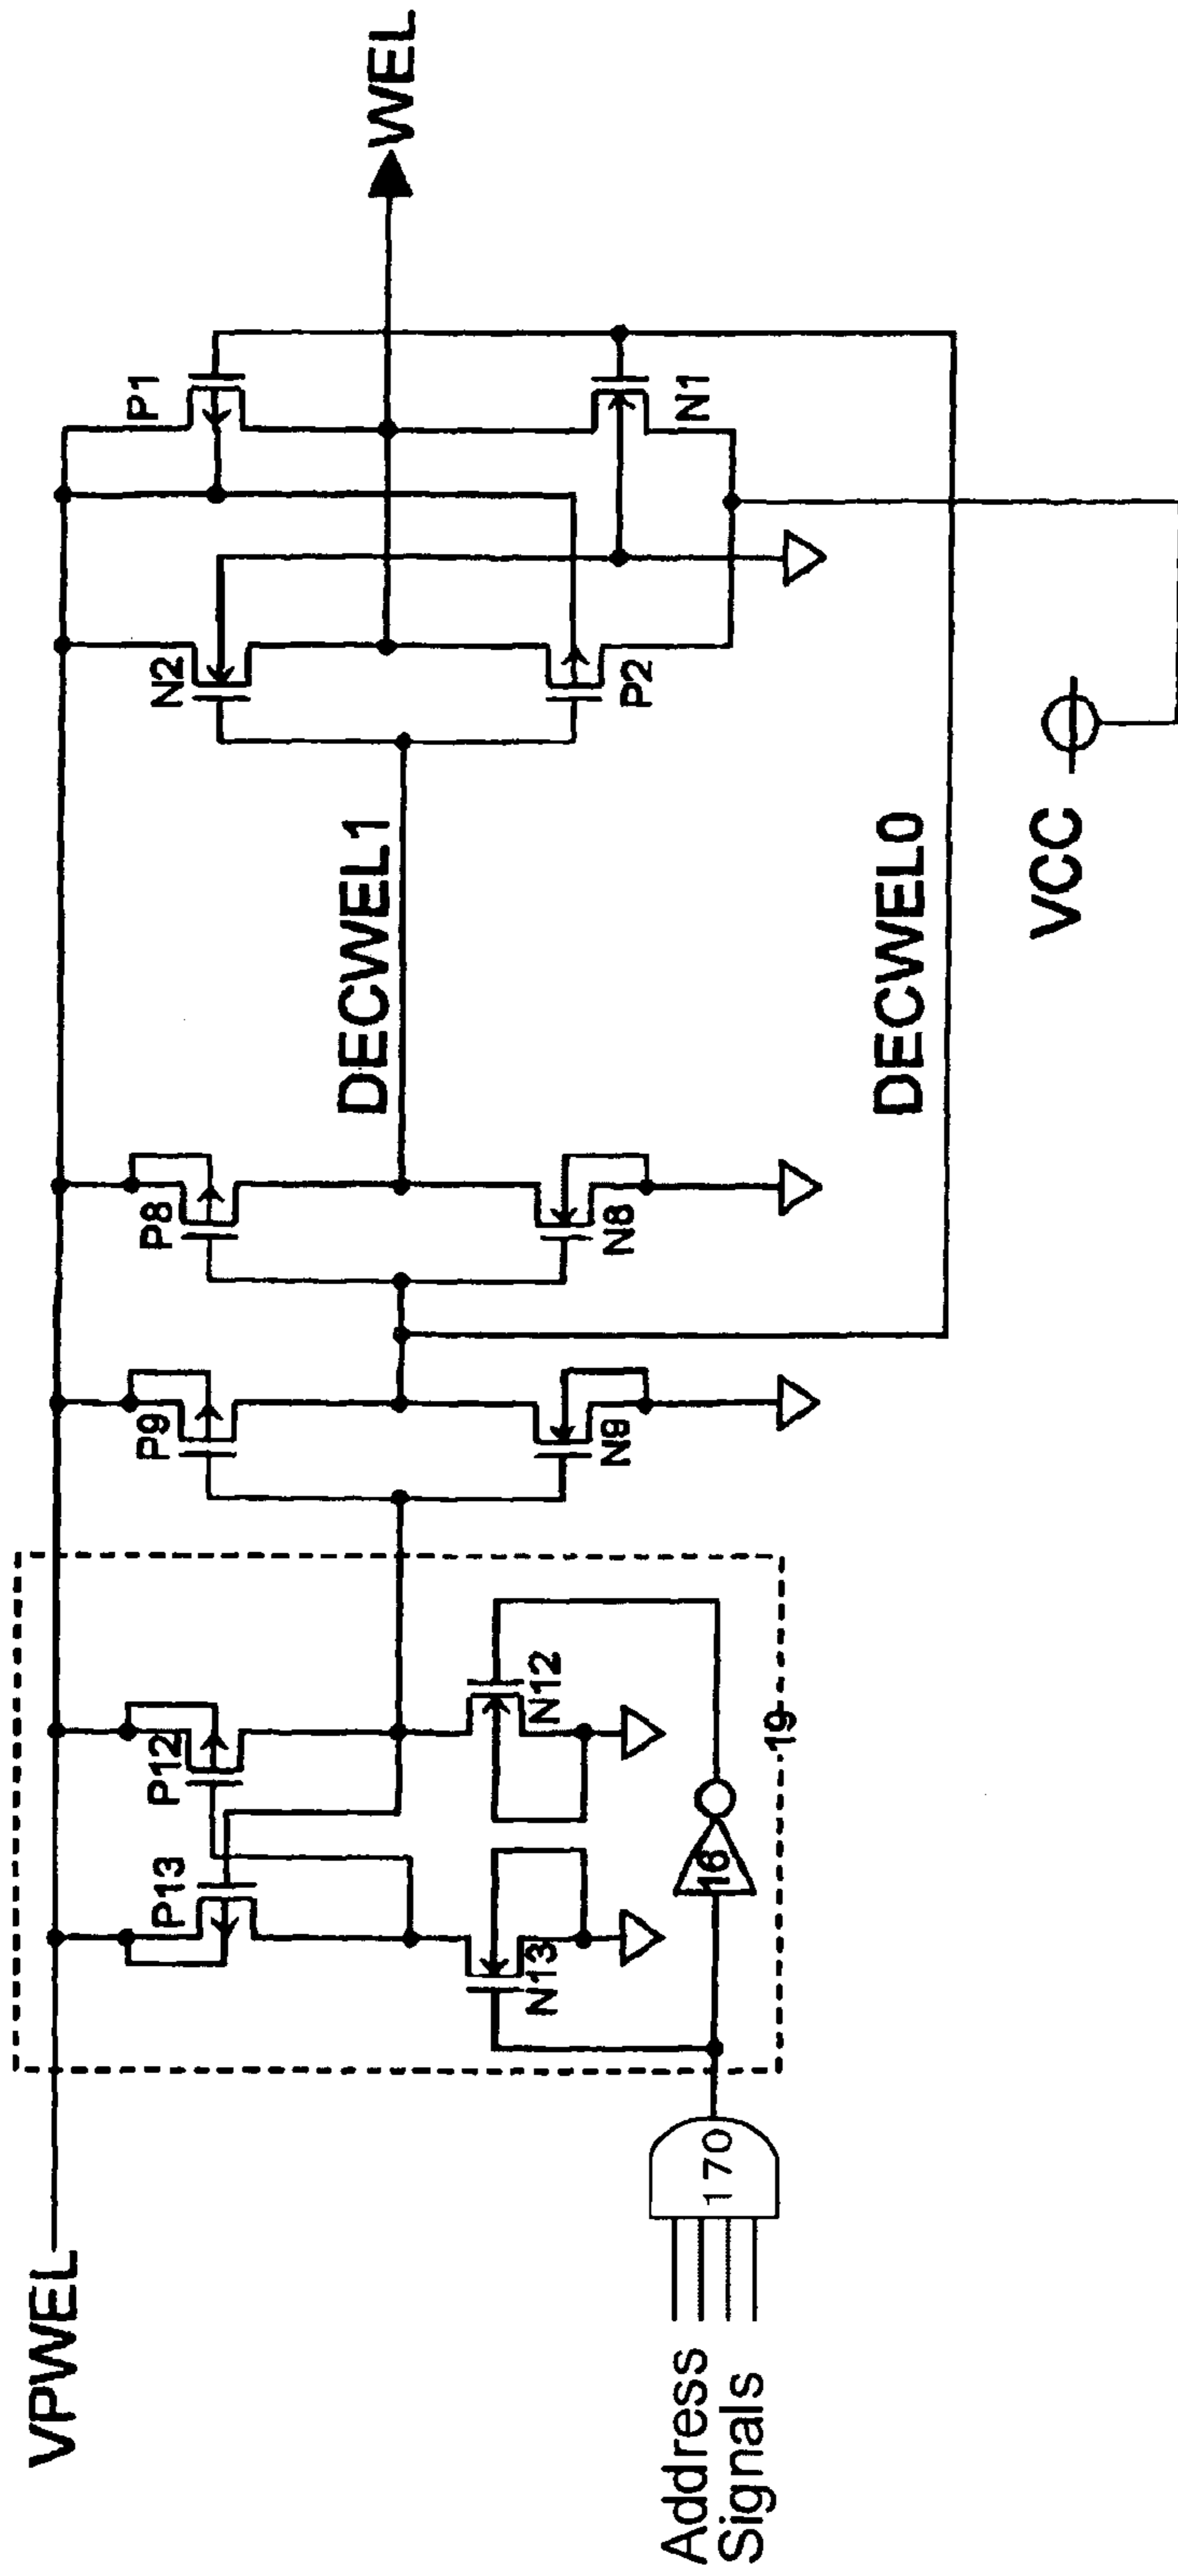 VPWEL
Address
Signals
170
P13
P12
N13
N12
16
19
P9
N9
P8
N8
DECWEL1
DECWEL0
VCC
N2
P2
P1
N1
WEL